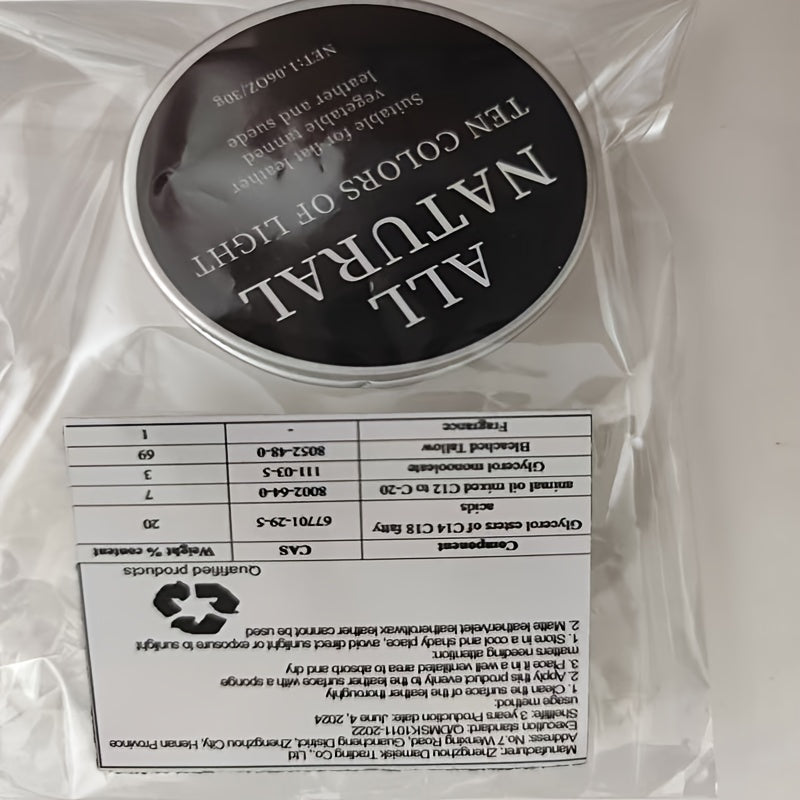 ALL
NATURAL
TEN COLORS OF LIGHT
Suitable for flat leather
vegetable tanned
leather and suede
NET:1.06OZ/30g
Manufacturer: Zhengzhou Dameisk Trading Co., Ltd
Address: No.7 Wenxing Road, Guancheng District, Zhengzhou City, Henan Province
Execution standard: Q/DMSK1011-2022
Shelflife: 3 years Production date: June 4, 2024
usage method:
1. Clean the surface of the leather thoroughly
2. Apply this product evenly to the leather surface with a sponge
3. Place it in a well ventilated area to absorb and dry
matters needing attention:
1. Store in a cool and shady place, avoid direct sunlight or exposure to sunlight
2. Matte leather/velet leather/oltwax leather cannot be used
Quafified products
Component CAS Weight % content
Glycerol esters of C14 C18 fatty acids 67701-29-5 20
animal oil mixed C12 to C-20 8002-64-0 7
Glycerol monooleate 111-03-5 3
Bleached Tallow 8052-48-0 69
Fragrance - 1